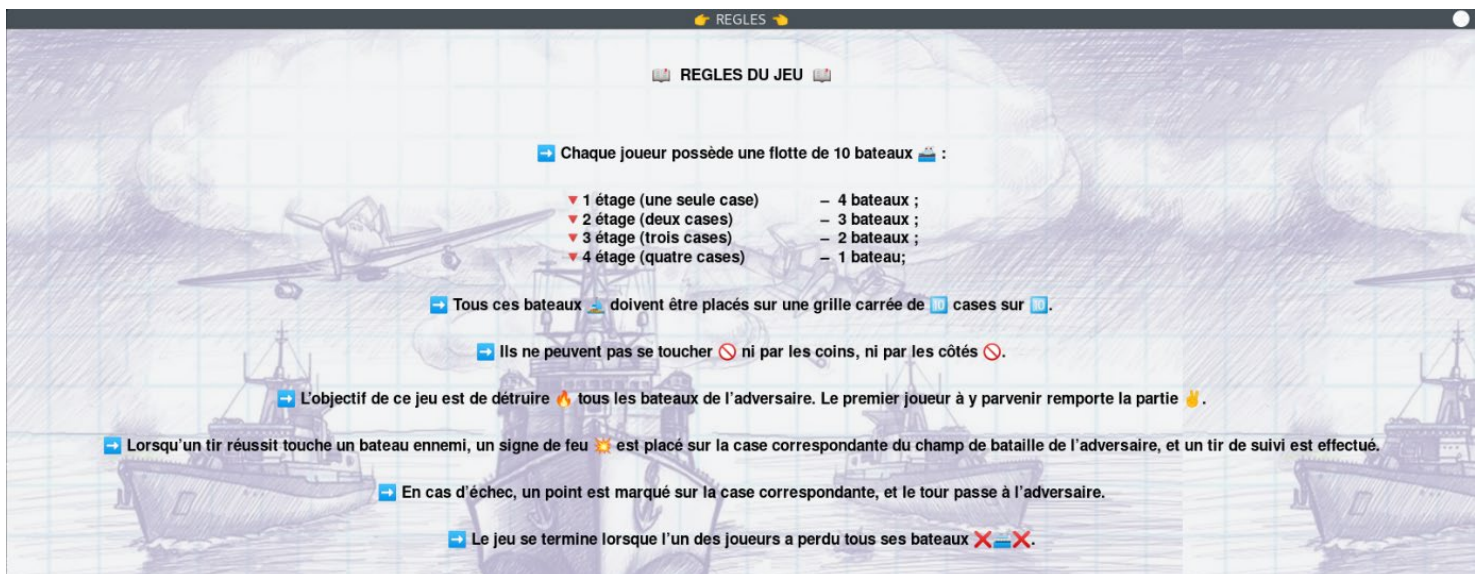 👉 REGLES 👈
📖 REGLES DU JEU 📖
➡️ Chaque joueur possède une flotte de 10 bateaux 🚢 :
🔻1 étage (une seule case) – 4 bateaux ;
🔻2 étage (deux cases) – 3 bateaux ;
🔻3 étage (trois cases) – 2 bateaux ;
🔻4 étage (quatre cases) – 1 bateau;
➡️ Tous ces bateaux 🚤 doivent être placés sur une grille carrée de 🔟 cases sur 🔟.
➡️ Ils ne peuvent pas se toucher 🚫 ni par les coins, ni par les côtés 🚫.
➡️ L’objectif de ce jeu est de détruire 🔥 tous les bateaux de l’adversaire. Le premier joueur à y parvenir remporte la partie ✌️.
➡️ Lorsqu’un tir réussit touche un bateau ennemi, un signe de feu 💥 est placé sur la case correspondante du champ de bataille de l’adversaire, et un tir de suivi est effectué.
➡️ En cas d’échec, un point est marqué sur la case correspondante, et le tour passe à l’adversaire.
➡️ Le jeu se termine lorsque l’un des joueurs a perdu tous ses bateaux ❌🚢❌.